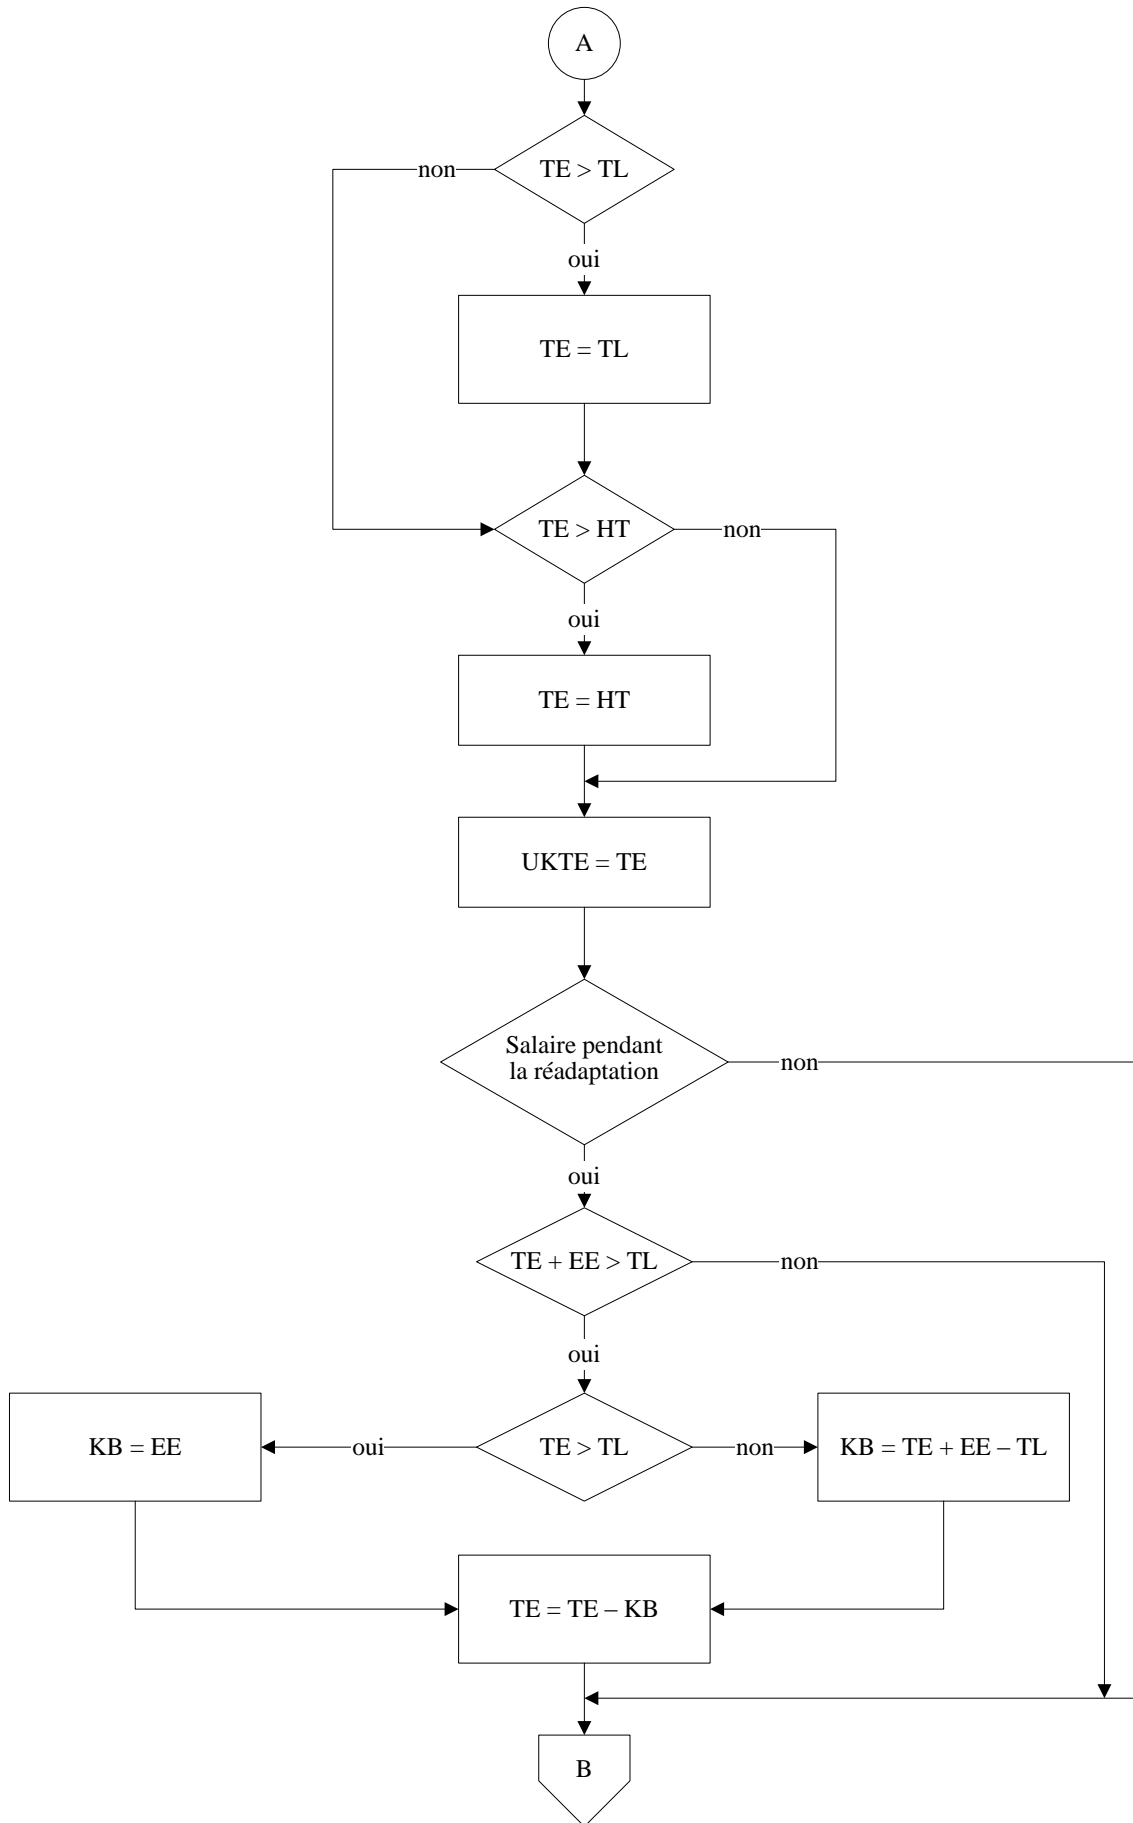 A
TE > TL
non
oui
TE = TL
TE > HT
non
oui
TE = HT
UKTE = TE
Salaire pendant
la réadaptation
non
oui
TE + EE > TL
non
oui
KB = EE
oui
TE > TL
non
KB = TE + EE – TL
TE = TE – KB
B